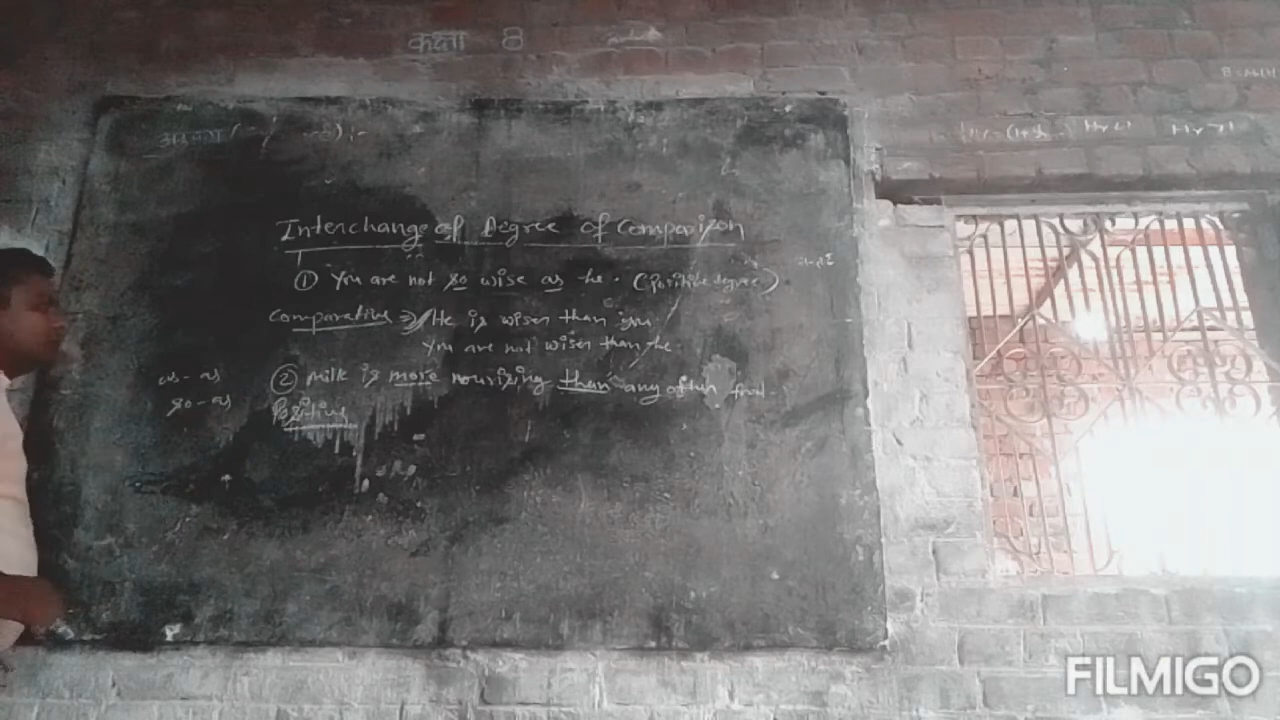 कक्षा 8
Interchange of Degree of Comparison
① You are not so wise as he. (Positive degree)
Comparative ⇒ He is wiser than you
You are not wiser than he.
as - as
② Milk is more nourising than any other food.
so - as
Positive
FILMIGO